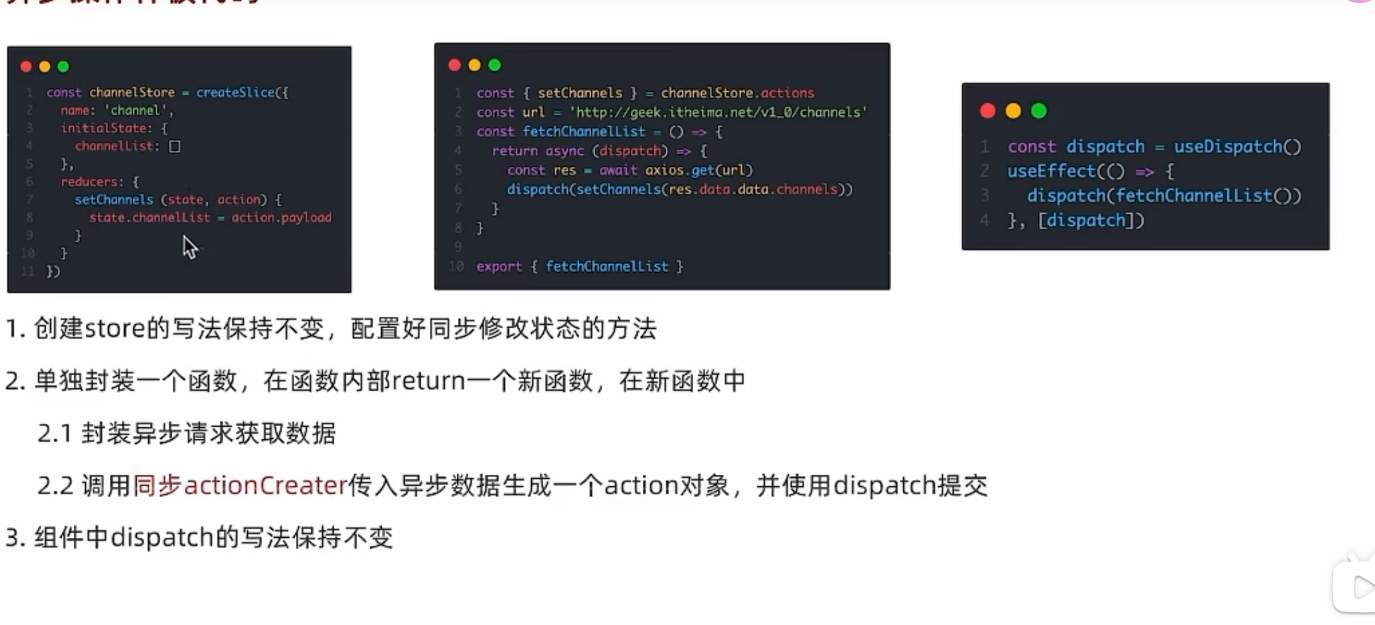 1 const channelStore = createSlice({
2 name: 'channel',
3 initialState: {
4 channelList: []
5 },
6 reducers: {
7 setChannels (state, action) {
8 state.channelList = action.payload
9 }
10 }
11 })
1 const { setChannels } = channelStore.actions
2 const url = 'http://geek.itheima.net/v1_0/channels'
3 const fetchChannelList = () => {
4 return async (dispatch) => {
5 const res = await axios.get(url)
6 dispatch(setChannels(res.data.data.channels))
7 }
8 }
9
10 export { fetchChannelList }
1 const dispatch = useDispatch()
2 useEffect(() => {
3 dispatch(fetchChannelList())
4 }, [dispatch])
1. 创建store的写法保持不变，配置好同步修改状态的方法
2. 单独封装一个函数，在函数内部return一个新函数，在新函数中
2.1 封装异步请求获取数据
2.2 调用同步actionCreater传入异步数据生成一个action对象，并使用dispatch提交
3. 组件中dispatch的写法保持不变